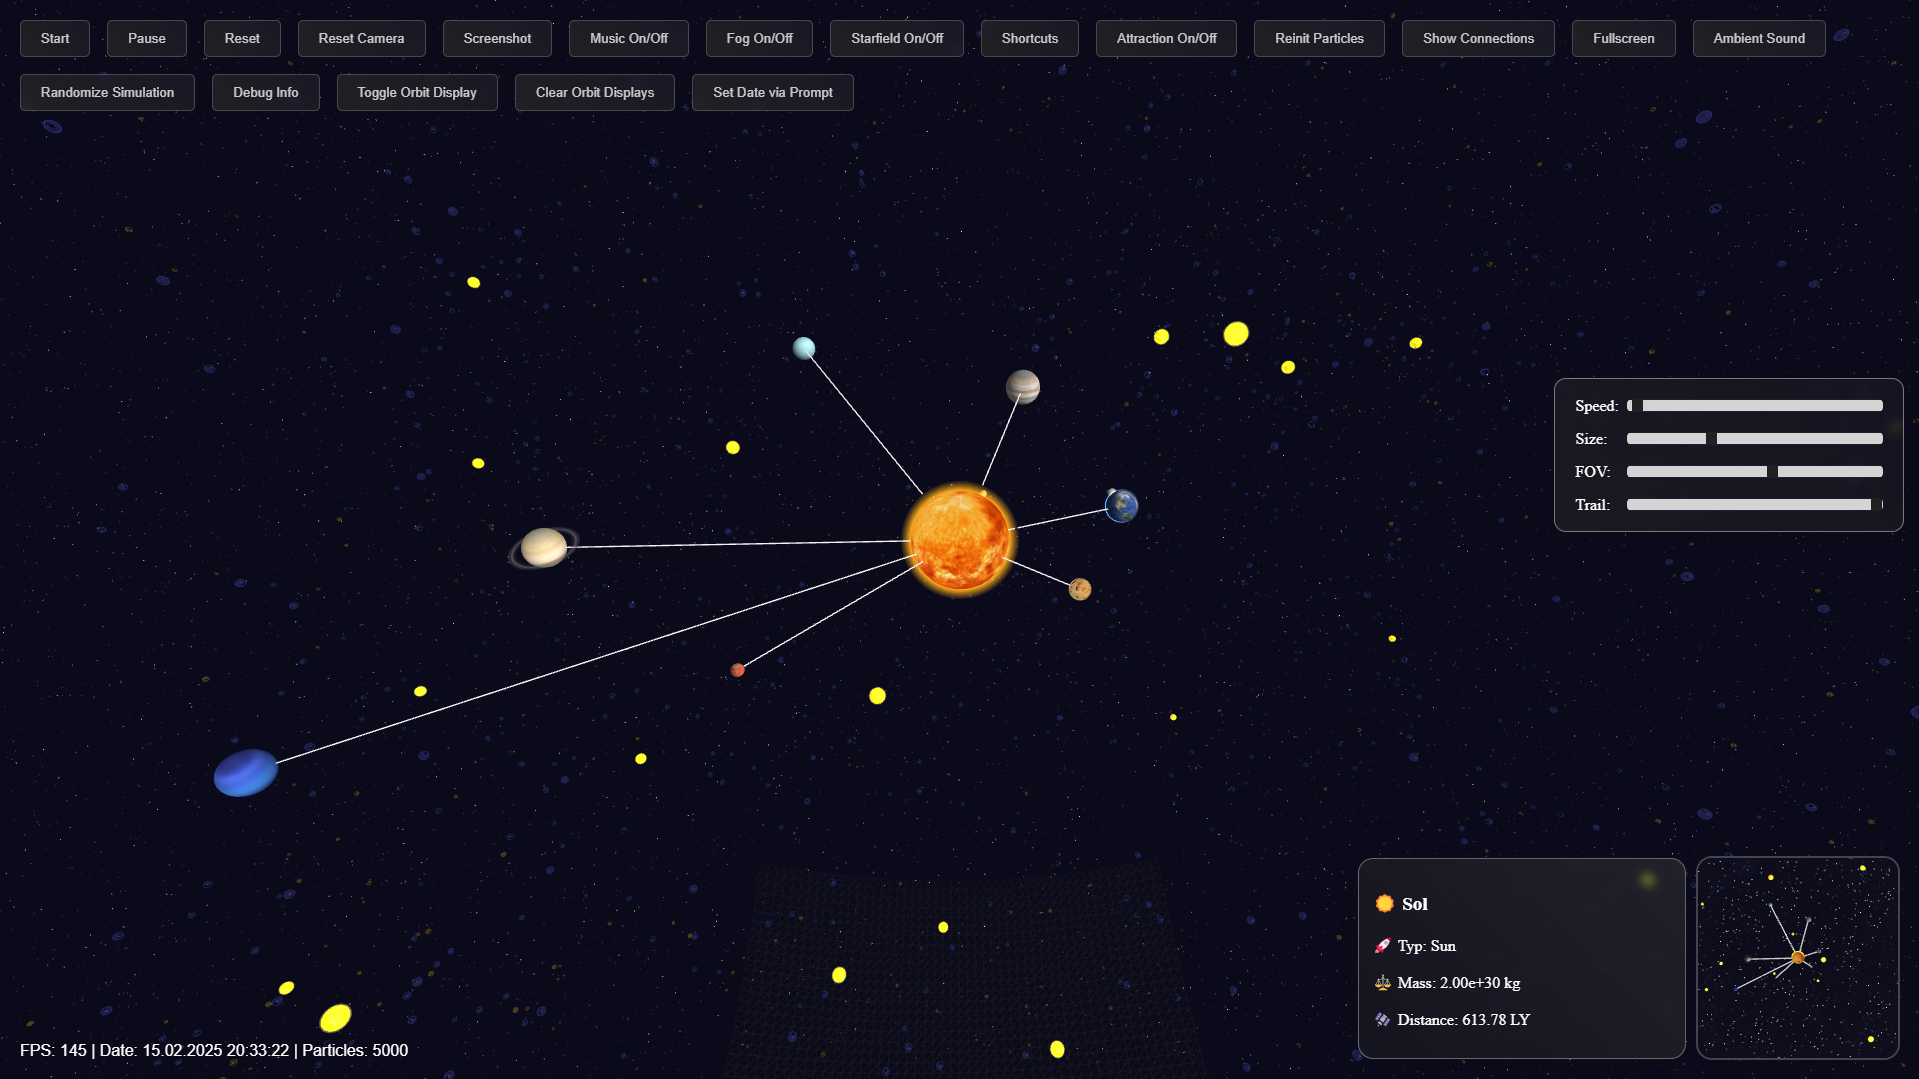 Start Pause Reset Reset Camera Screenshot Music On/Off Fog On/Off Starfield On/Off Shortcuts Attraction On/Off Reinit Particles Show Connections Fullscreen Ambient Sound
Randomize Simulation Debug Info Toggle Orbit Display Clear Orbit Displays Set Date via Prompt
Speed:
Size:
FOV:
Trail:
Sol
Typ: Sun
Mass: 2.00e+30 kg
Distance: 613.78 LY
FPS: 145 | Date: 15.02.2025 20:33:22 | Particles: 5000